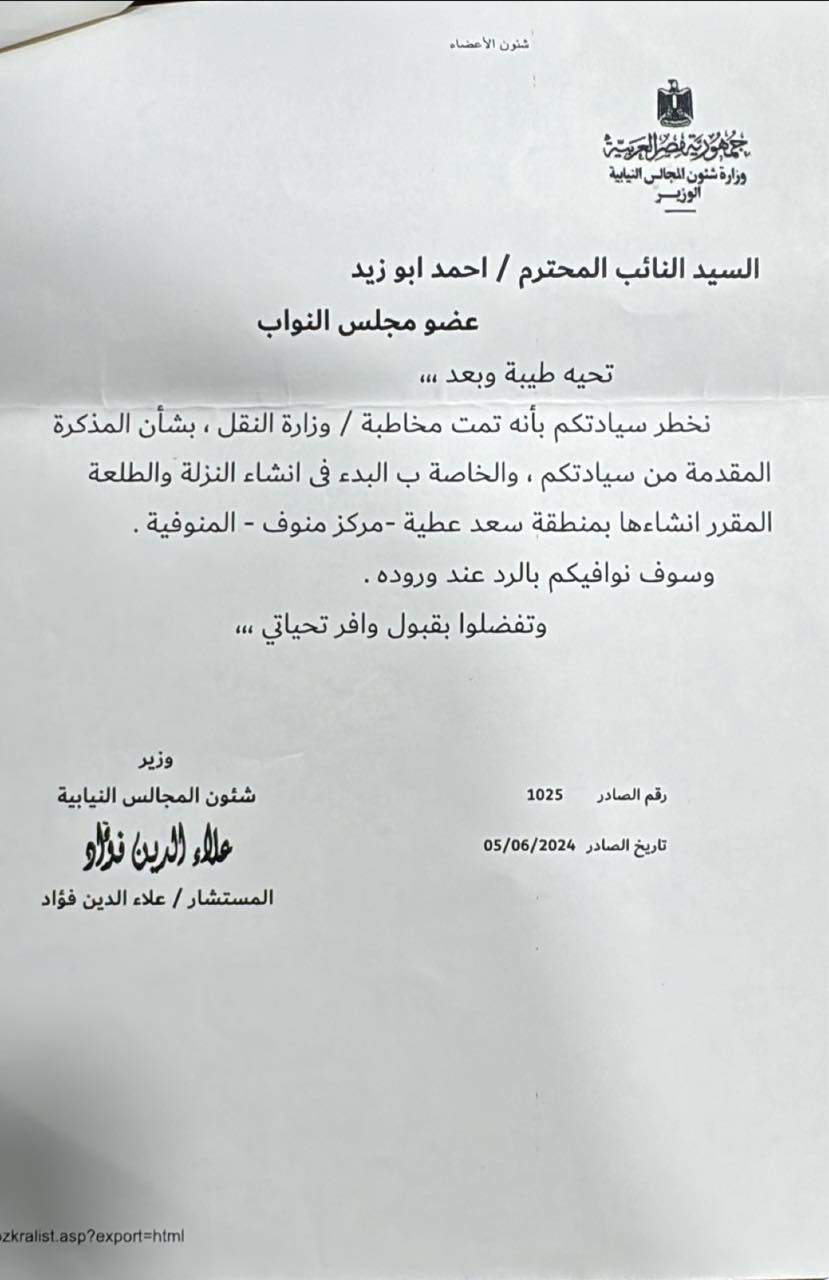 شئون الأعضاء
جمهورية مصر العربية
وزارة شئون المجالس النيابية
الوزير
السيد النائب المحترم / احمد ابو زيد
عضو مجلس النواب
تحيه طيبة وبعد ،،،
نخطر سيادتكم بأنه تمت مخاطبة / وزارة النقل ، بشأن المذكرة
المقدمة من سيادتكم ، والخاصة ب البدء فى انشاء النزلة والطلعة
المقرر انشاءها بمنطقة سعد عطية -مركز منوف - المنوفية .
وسوف نوافيكم بالرد عند وروده .
وتفضلوا بقبول وافر تحياتي ،،،
رقم الصادر 1025
تاريخ الصادر 05/06/2024
وزير
شئون المجالس النيابية
علاء الدين فؤاد
المستشار / علاء الدين فؤاد
ozkralist.asp?export=html